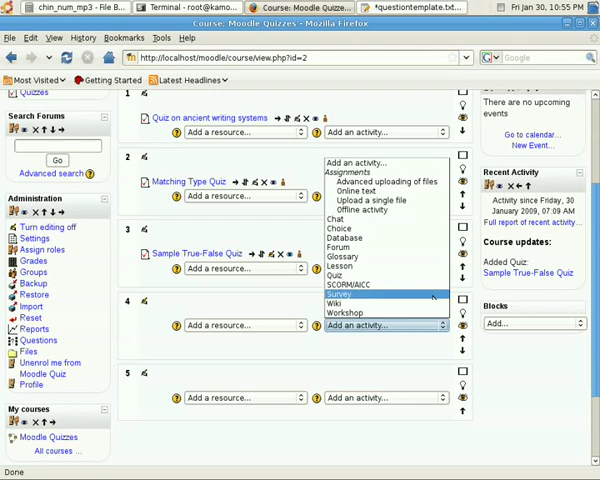 chin_num_mp3 - File B...
Terminal - root@kamo...
Course: Moodle Quizze...
*questiontemplate.txt...
Fri Jan 30, 10:55 PM
Course: Moodle Quizzes - Mozilla Firefox
File Edit View History Bookmarks Tools Help
http://localhost/moodle/course/view.php?id=2
Google
Most Visited
Getting Started
Latest Headlines
Quizzes
Search Forums
Go
Advanced search
Administration
Turn editing off
Settings
Assign roles
Grades
Groups
Backup
Restore
Import
Reset
Reports
Questions
Files
Unenrol me from
Moodle Quiz
Profile
My courses
Moodle Quizzes
All courses ...
1
Quiz on ancient writing systems
Add a resource...
Add an activity...
2
Matching Type Quiz
Add a resource...
3
Sample True-False Quiz
Add a resource...
4
Add a resource...
Add an activity...
5
Add a resource...
Add an activity...
Add an activity...
Assignments
Advanced uploading of files
Online text
Upload a single file
Offline activity
Chat
Choice
Database
Forum
Glossary
Lesson
Quiz
SCORM/AICC
Survey
Wiki
Workshop
There are no upcoming
events
Go to calendar...
New Event...
Recent Activity
Activity since Friday, 30
January 2009, 07:09 AM
Full report of recent activity...
Course updates:
Added Quiz:
Sample True-False Quiz
Blocks
Add...
Done